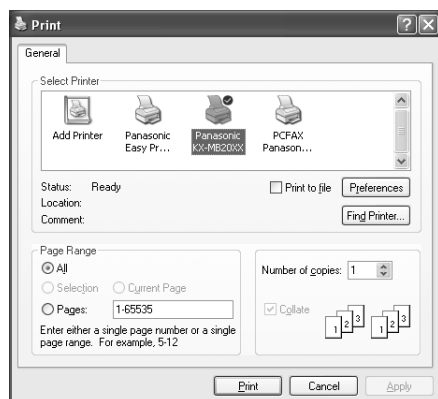 Print
General
Select Printer
Add Printer
Panasonic
Easy Pr...
Panasonic
KX-MB20XX
PCFAX
Panason...
Status: Ready
Print to file
Preferences
Location:
Comment:
Find Printer...
Page Range
All
Selection
Current Page
Pages: 1-65535
Enter either a single page number or a single
page range. For example, 5-12
Number of copies: 1
Collate
1 2 3 1 2 3
Print
Cancel
Apply